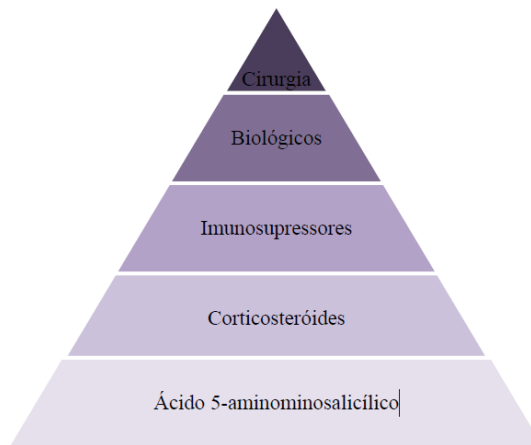 Cirurgia
Biológicos
Imunosupressores
Corticosteróides
Ácido 5-aminominosalicílico